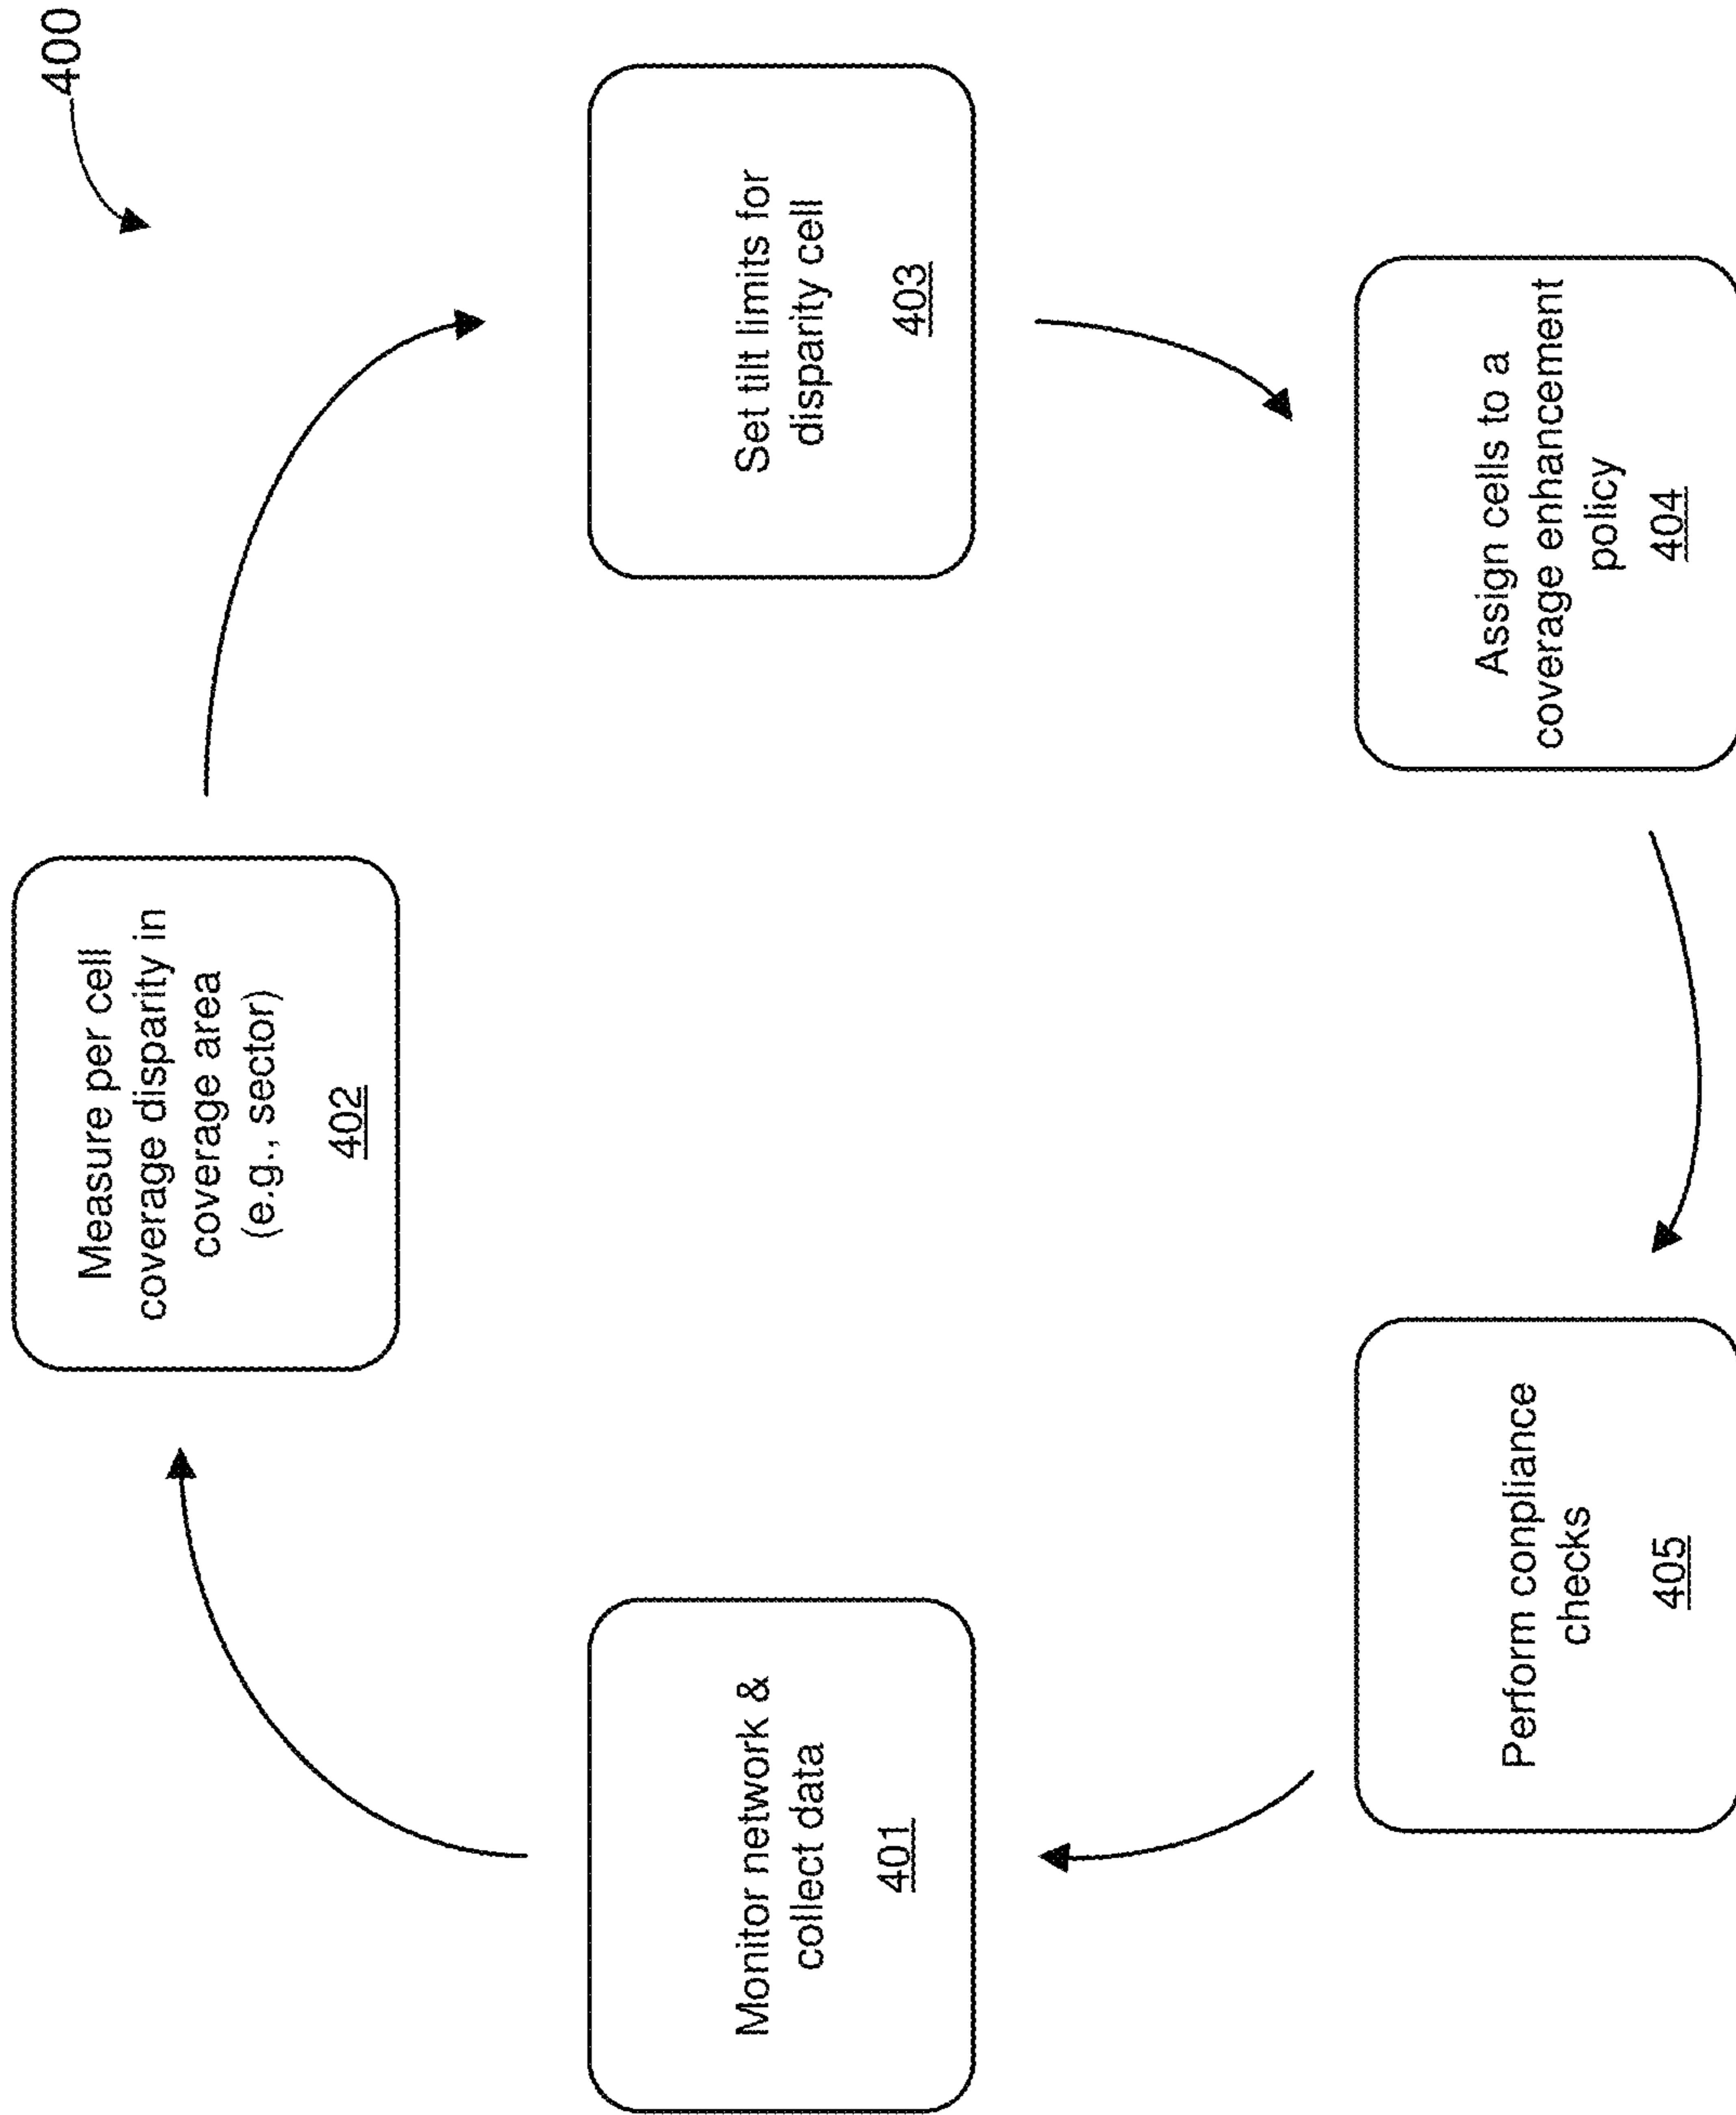 400
Measure per cell
coverage disparity in
coverage area
(e.g., sector)
402
Monitor network &
collect data
401
Set tilt limits for
disparity cell
403
Perform conpliance
checks
405
Assign cells to a
coverage enhancement
policy
404